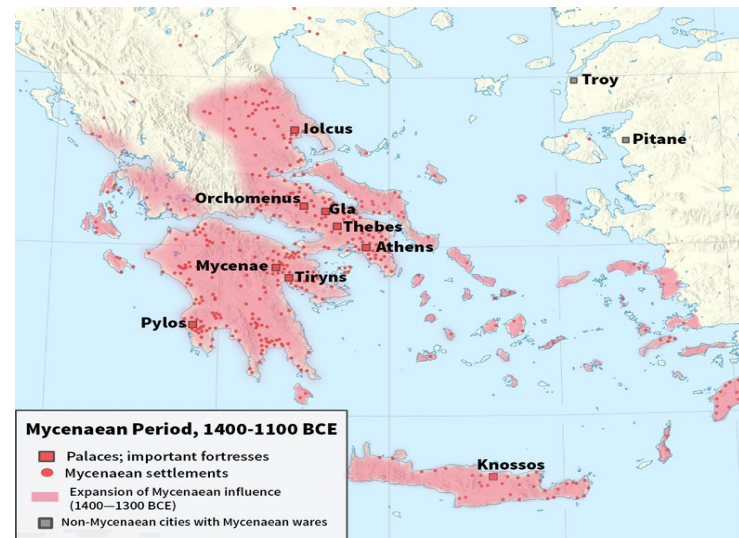 Troy
Iolcus
Pitane
Orchomenus
Gla
Thebes
Athens
Mycenae
Tiryns
Pylos
Mycenaean Period, 1400-1100 BCE
Palaces; important fortresses
Mycenaean settlements
Expansion of Mycenaean influence
(1400—1300 BCE)
Non-Mycenaean cities with Mycenaean wares
Knossos